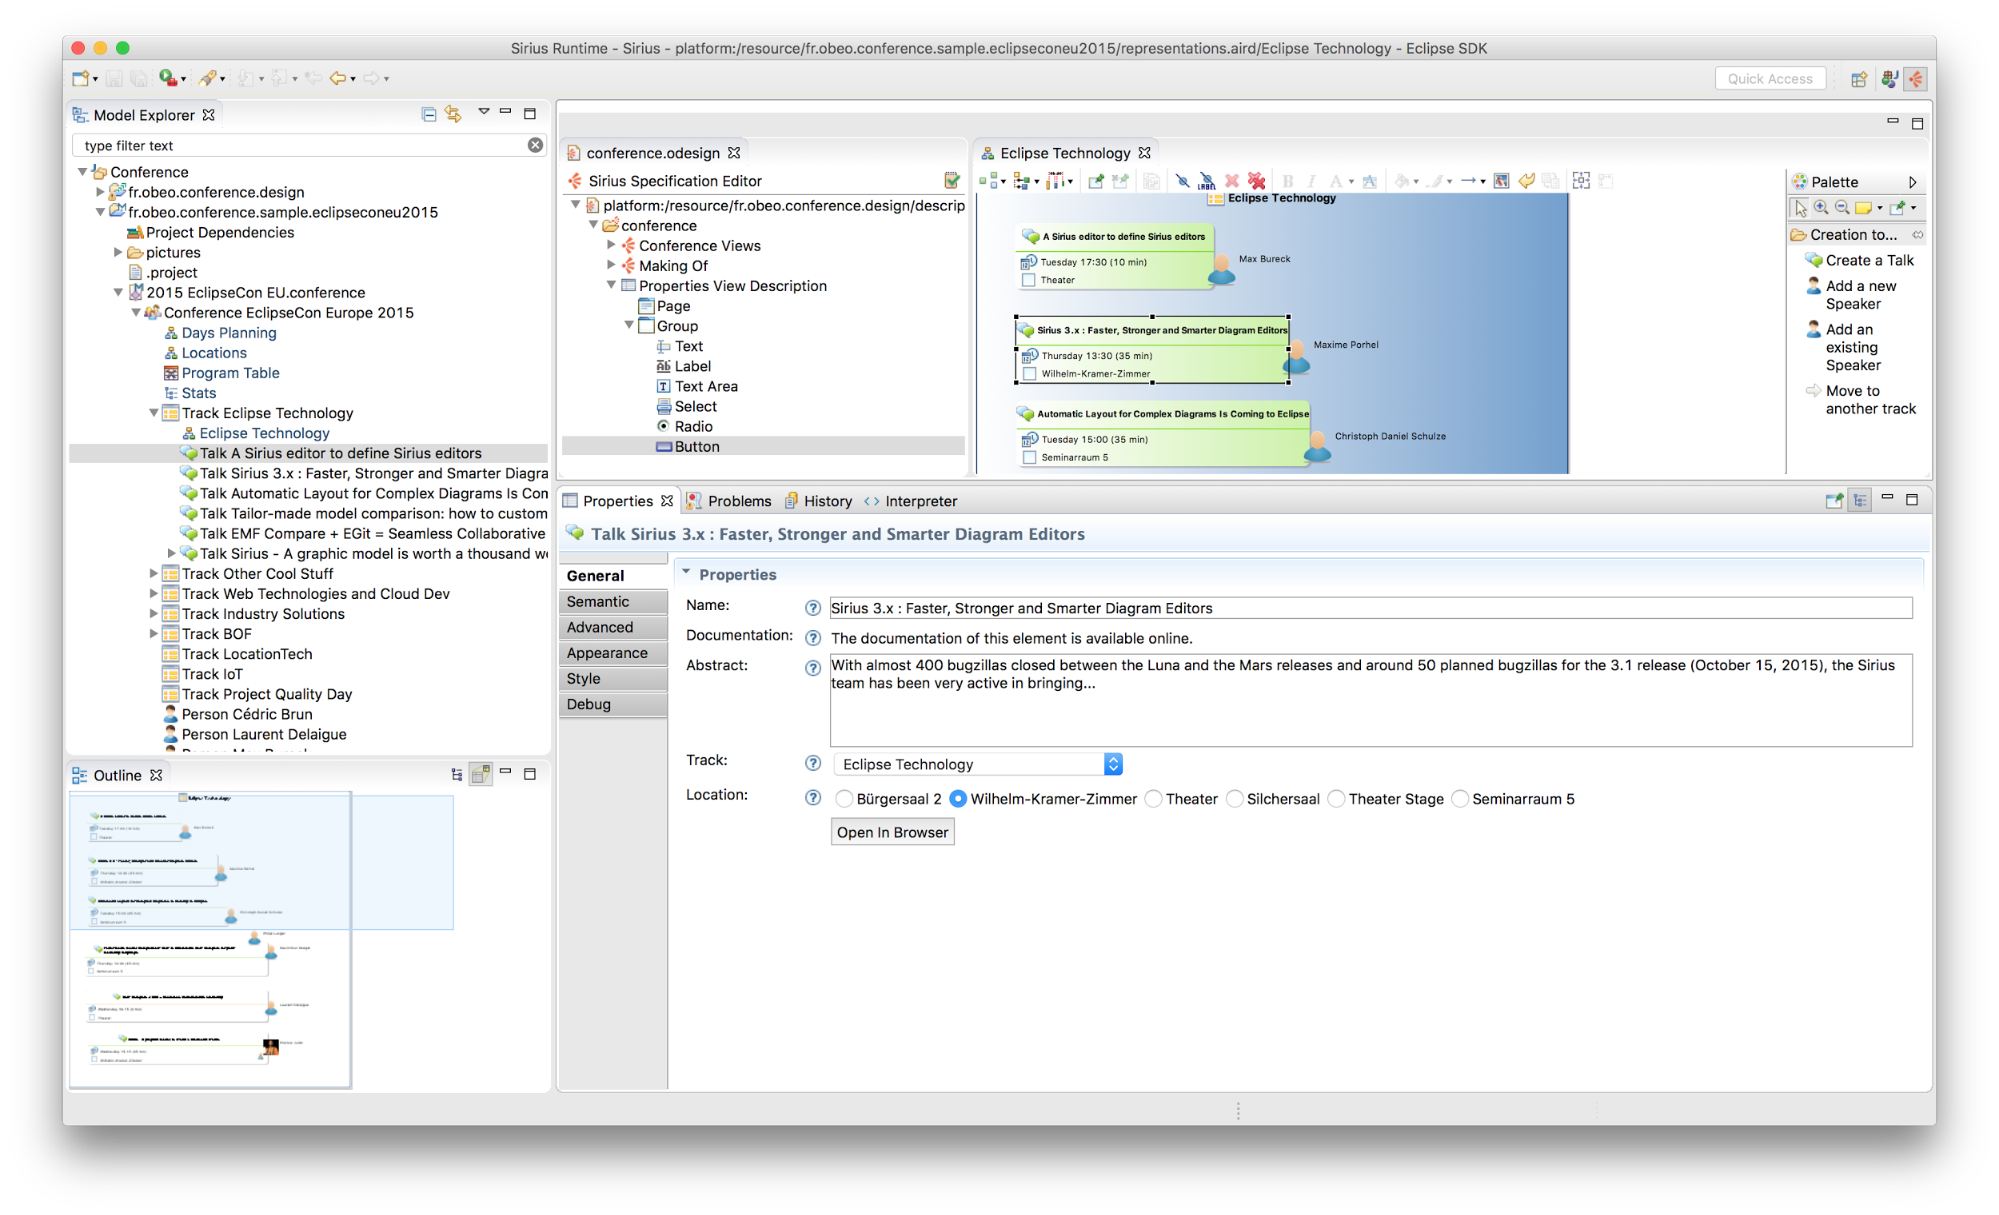 Sirius Runtime - Sirius - platform:/resource/fr.obeo.conference.sample.eclipseconeu2015/representations.aird/Eclipse Technology - Eclipse SDK
Quick Access
Model Explorer
type filter text
Conference
fr.obeo.conference.design
fr.obeo.conference.sample.eclipseconeu2015
Project Dependencies
pictures
.project
2015 EclipseCon EU.conference
Conference EclipseCon Europe 2015
Days Planning
Locations
Program Table
Stats
Track Eclipse Technology
Eclipse Technology
Talk A Sirius editor to define Sirius editors
Talk Sirius 3.x : Faster, Stronger and Smarter Diagra
Talk Automatic Layout for Complex Diagrams Is Con
Talk Tailor-made model comparison: how to custom
Talk EMF Compare + EGit = Seamless Collaborative
Talk Sirius - A graphic model is worth a thousand w
Track Other Cool Stuff
Track Web Technologies and Cloud Dev
Track Industry Solutions
Track BOF
Track LocationTech
Track IoT
Track Project Quality Day
Person Cédric Brun
Person Laurent Delaigue
Outline
conference.odesign
Sirius Specification Editor
platform:/resource/fr.obeo.conference.design/descrip
conference
Conference Views
Making Of
Properties View Description
Page
Group
Text
Label
Text Area
Select
Radio
Button
Eclipse Technology
LABEL
Eclipse Technology
A Sirius editor to define Sirius editors
Tuesday 17:30 (10 min)
Theater
Max Bureck
Sirius 3.x : Faster, Stronger and Smarter Diagram Editors
Thursday 13:30 (35 min)
Wilhelm-Kramer-Zimmer
Maxime Porhel
Automatic Layout for Complex Diagrams Is Coming to Eclipse
Tuesday 15:00 (35 min)
Seminarraum 5
Christoph Daniel Schulze
Palette
Creation to...
Create a Talk
Add a new
Speaker
Add an
existing
Speaker
Move to
another track
Properties
Problems
History
Interpreter
Talk Sirius 3.x : Faster, Stronger and Smarter Diagram Editors
General
Semantic
Advanced
Appearance
Style
Debug
Properties
Name:
Sirius 3.x : Faster, Stronger and Smarter Diagram Editors
Documentation:
The documentation of this element is available online.
Abstract:
With almost 400 bugzillas closed between the Luna and the Mars releases and around 50 planned bugzillas for the 3.1 release (October 15, 2015), the Sirius
team has been very active in bringing...
Track:
Eclipse Technology
Location:
Bürgersaal 2 Wilhelm-Kramer-Zimmer Theater Silchersaal Theater Stage Seminarraum 5
Open In Browser